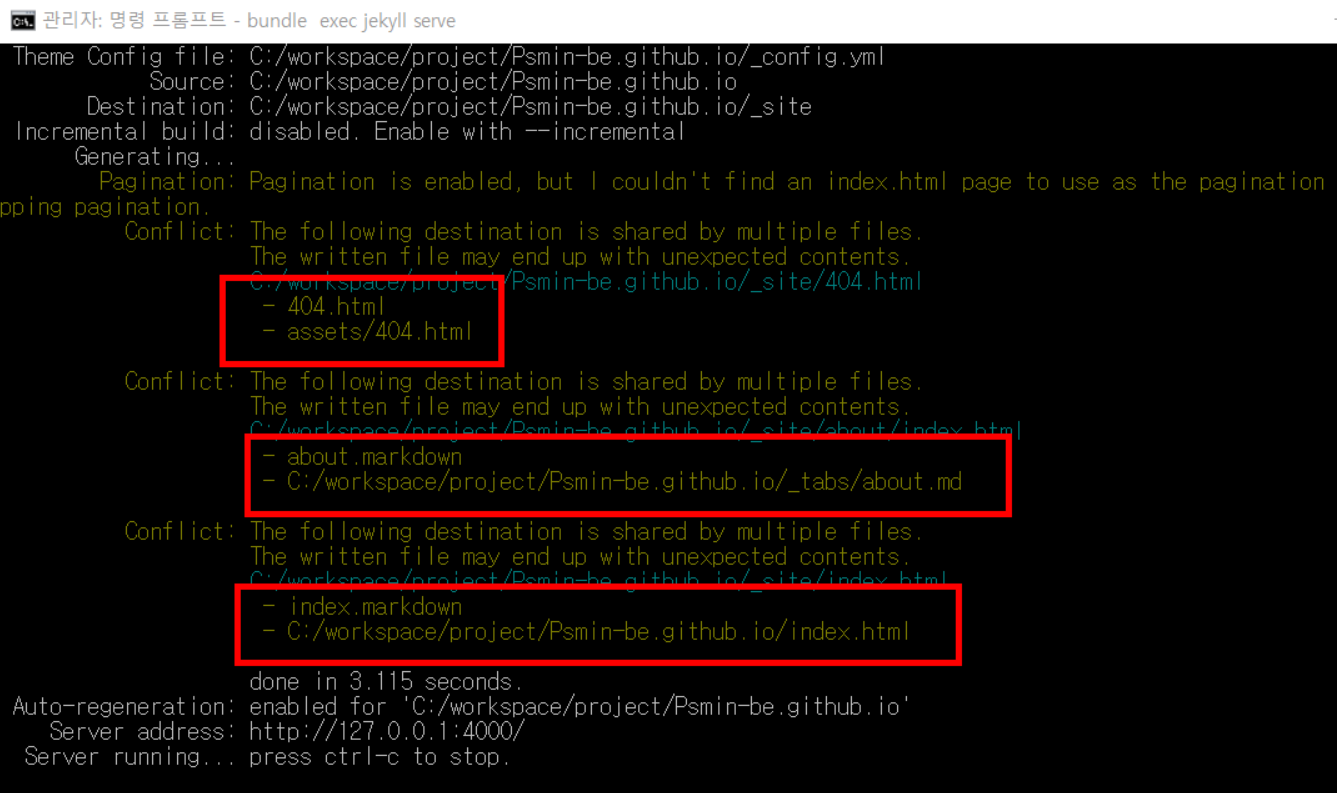 관리자: 명령 프롬프트 - bundle exec jekyll serve
Theme Config file: C:/workspace/project/Psmin-be.github.io/_config.yml
Source: C:/workspace/project/Psmin-be.github.io
Destination: C:/workspace/project/Psmin-be.github.io/_site
Incremental build: disabled. Enable with --incremental
Generating...
Pagination: Pagination is enabled, but I couldn't find an index.html page to use as the pagination
pping pagination.
Conflict: The following destination is shared by multiple files.
The written file may end up with unexpected contents.
C:/workspace/project/Psmin-be.github.io/_site/404.html
- 404.html
- assets/404.html
Conflict: The following destination is shared by multiple files.
The written file may end up with unexpected contents.
C:/workspace/project/Psmin-be.github.io/_site/about/index.html
- about.markdown
- C:/workspace/project/Psmin-be.github.io/_tabs/about.md
Conflict: The following destination is shared by multiple files.
The written file may end up with unexpected contents.
C:/workspace/project/Psmin-be.github.io/_site/index.html
- index.markdown
- C:/workspace/project/Psmin-be.github.io/index.html
done in 3.115 seconds.
Auto-regeneration: enabled for 'C:/workspace/project/Psmin-be.github.io'
Server address: http://127.0.0.1:4000/
Server running... press ctrl-c to stop.